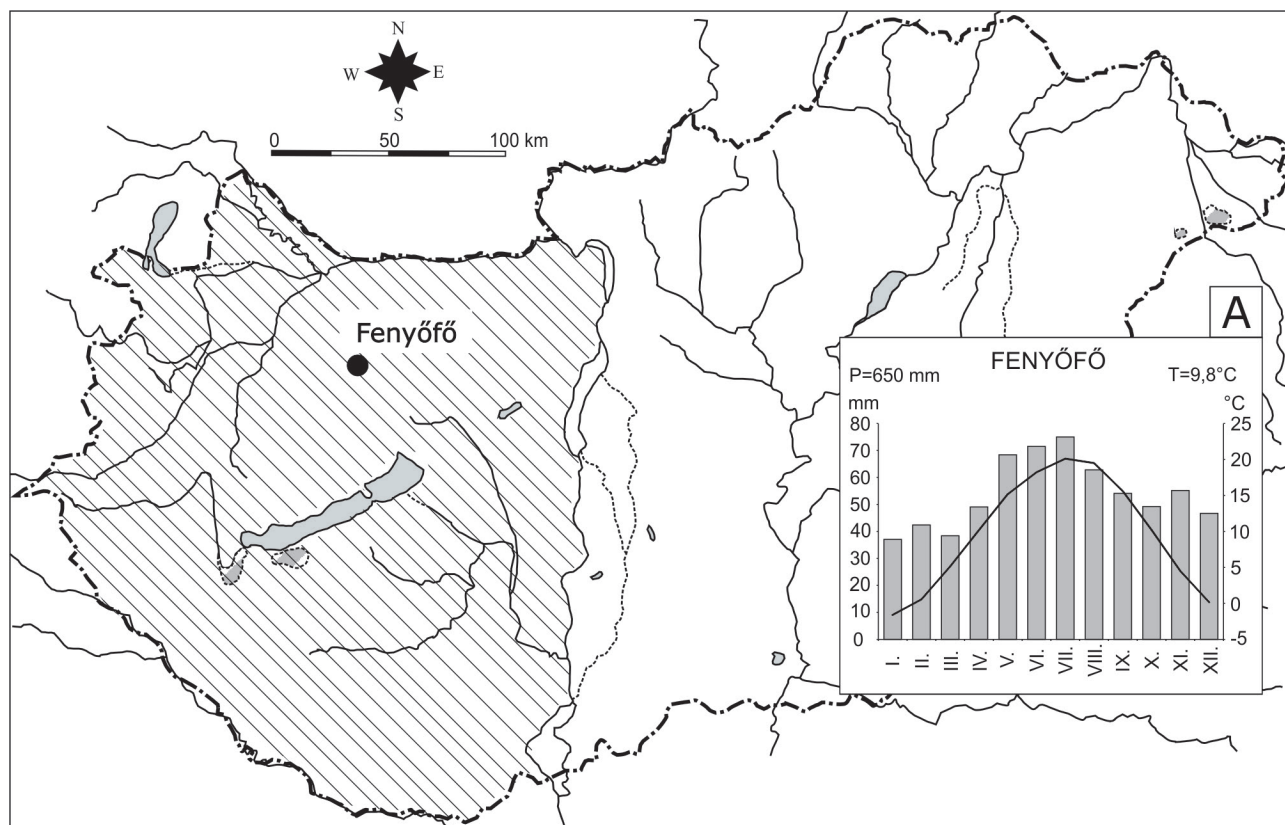 N
W E
S
0 50 100 km
Fenyőfő
A
FENYŐFŐ
P=650 mm T=9,8°C
mm °C
80 25
70 20
60 15
50 10
40 5
30 0
20 -5
10
0
I. II. III. IV. V. VI. VII. VIII. IX. X. XI. XII.